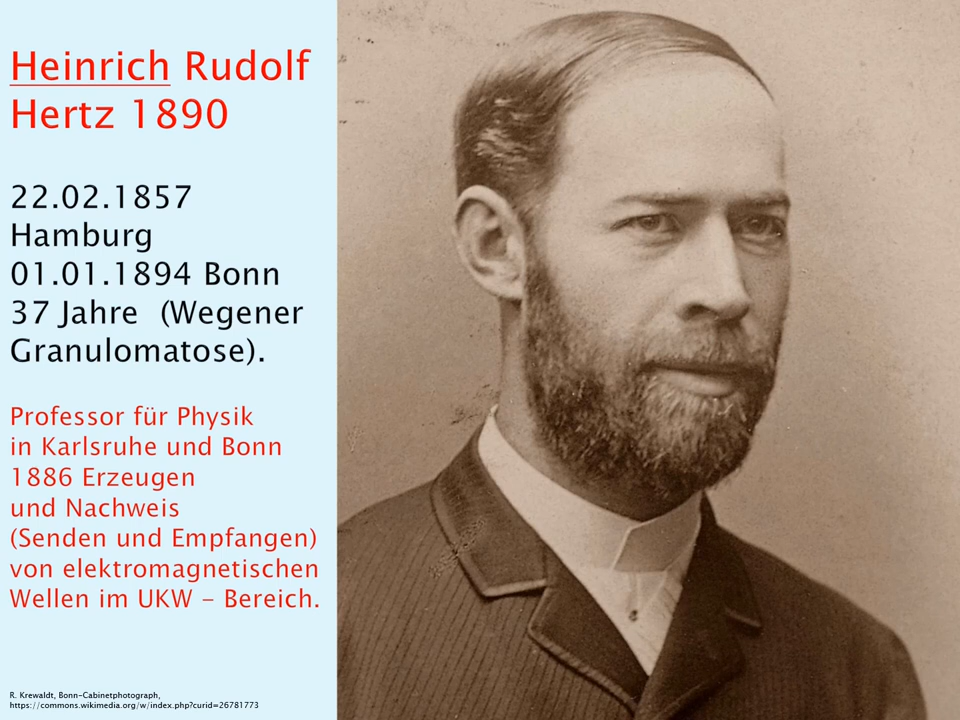 Heinrich Rudolf
Hertz 1890
22.02.1857
Hamburg
01.01.1894 Bonn
37 Jahre  (Wegener
Granulomatose).
Professor für Physik
in Karlsruhe und Bonn
1886 Erzeugen
und Nachweis
(Senden und Empfangen)
von elektromagnetischen
Wellen im UKW – Bereich.
R. Krewaldt, Bonn-Cabinetphotograph,
https://commons.wikimedia.org/w/index.php?curid=26781773